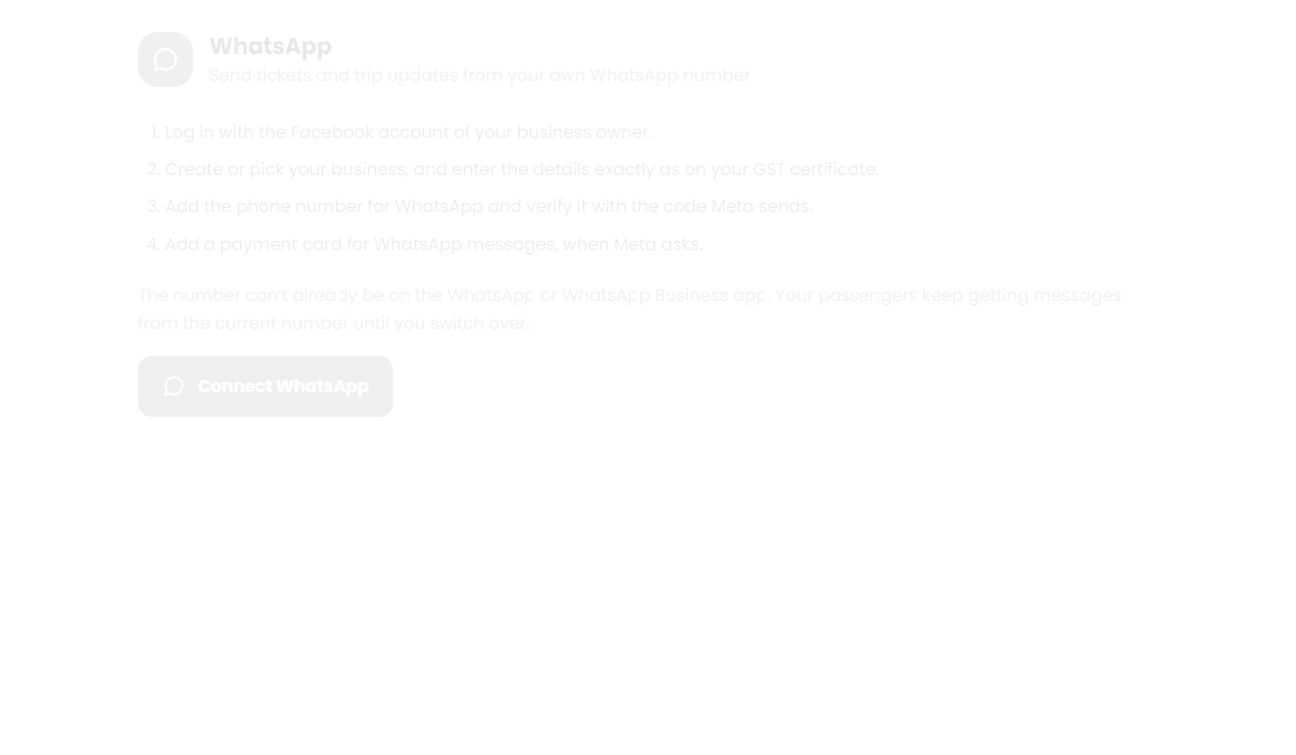 WhatsApp
Send tickets and trip updates from your own WhatsApp number
1. Log in with the Facebook account of your business owner.
2. Create or pick your business, and enter the details exactly as on your GST certificate.
3. Add the phone number for WhatsApp and verify it with the code Meta sends.
4. Add a payment card for WhatsApp messages, when Meta asks.
The number can't already be on the WhatsApp or WhatsApp Business app. Your passengers keep getting messages
from the current number until you switch over.
Connect WhatsApp